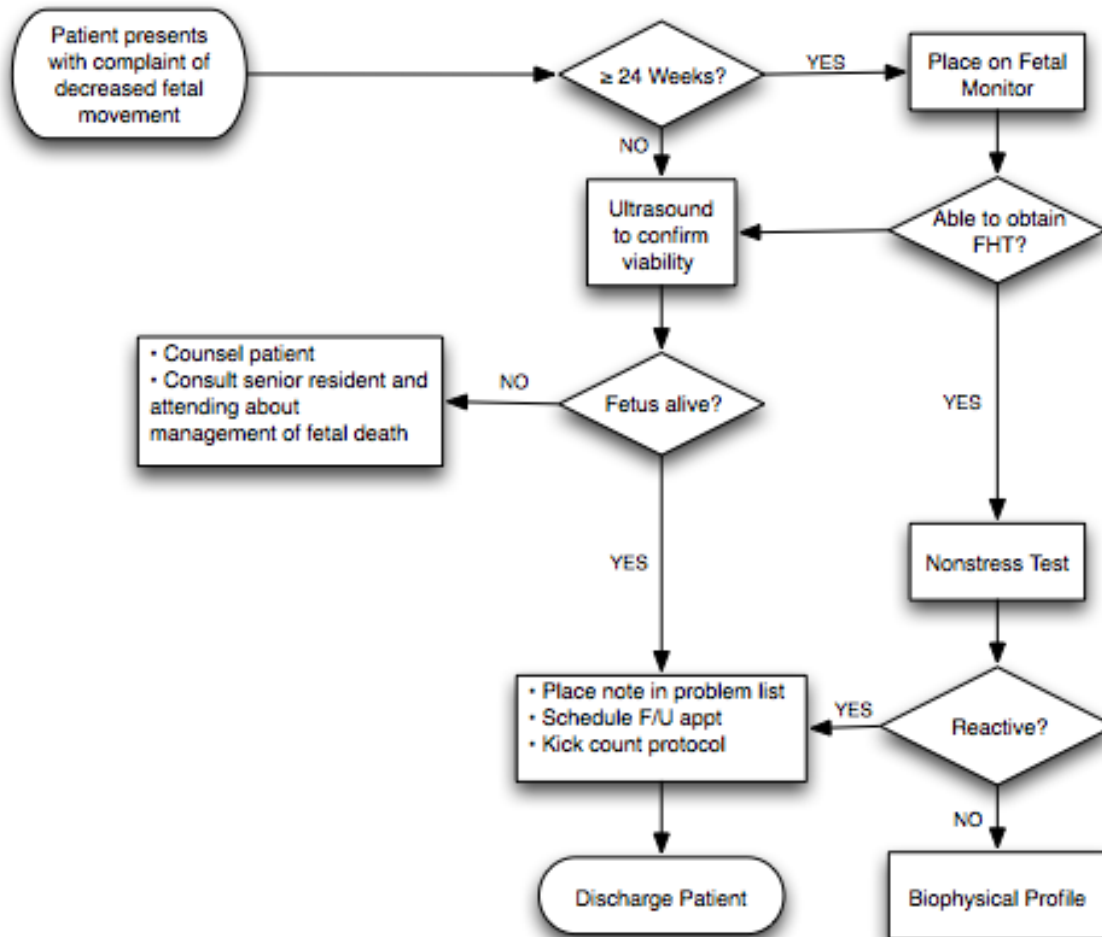 Patient presents
with complaint of
decreased fetal
movement
≥ 24 Weeks?
YES
Place on Fetal
Monitor
NO
Ultrasound
to confirm
viability
Able to obtain
FHT?
• Counsel patient
• Consult senior resident and
attending about
management of fetal death
NO
Fetus alive?
YES
YES
Nonstress Test
• Place note in problem list
• Schedule F/U appt
• Kick count protocol
YES
Reactive?
NO
Discharge Patient
Biophysical Profile